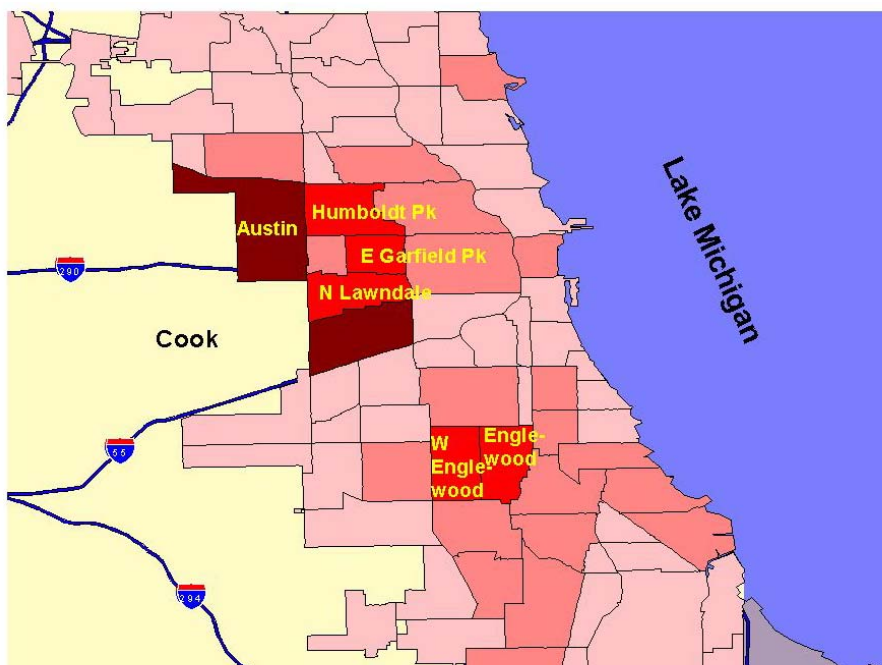 Lake Michigan
Humboldt Pk
Austin
E Garfield Pk
290
N Lawndale
Cook
W
Engle-
wood
Engle-
wood
55
294